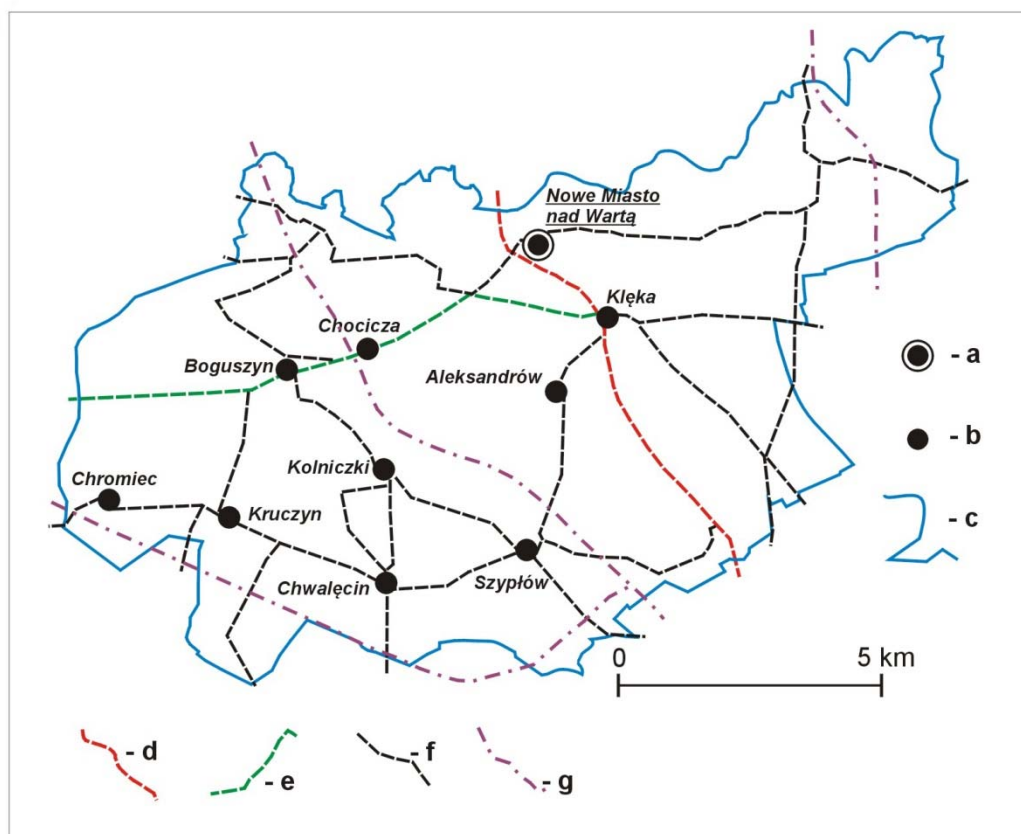 Nowe Miasto
nad Wartą
Klęka
Chocicza
Boguszyn
Aleksandrów
- a
- b
Kolniczki
Chromiec
Kruczyn
- c
Chwalęcin
Szypłów
0 5 km
- d
- e
- f
- g